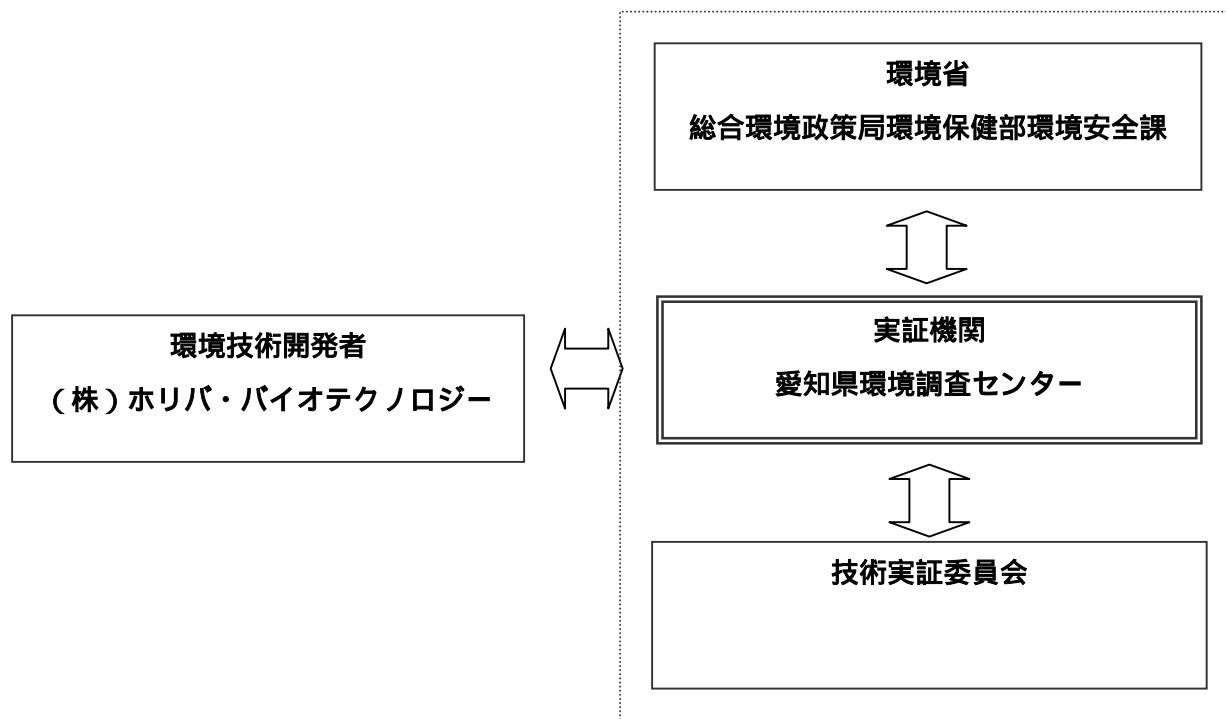 環境省
総合環境政策局環境保健部環境安全課
実証機関
愛知県環境調査センター
環境技術開発者
（株）ホリバ・バイオテクノロジー
技術実証委員会